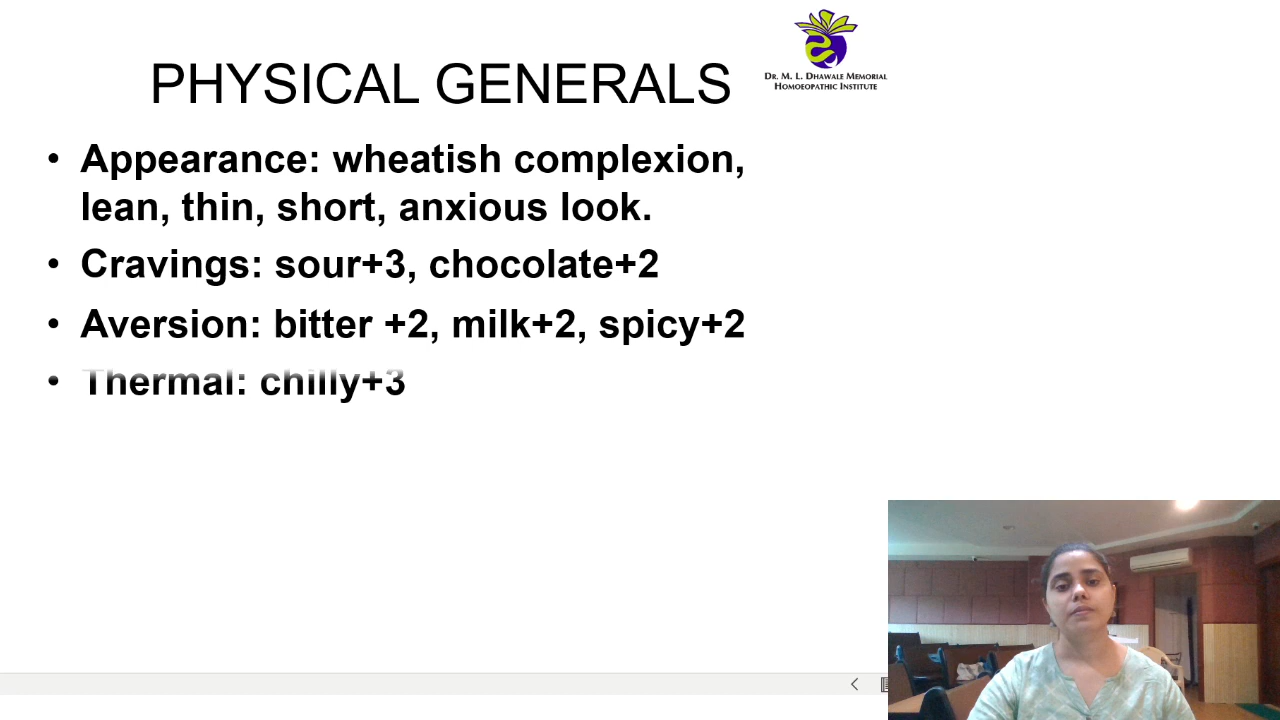 PHYSICAL GENERALS
DR. M. L. DHAWALE MEMORIAL
HOMOEOPATHIC INSTITUTE
• Appearance: wheatish complexion,
lean, thin, short, anxious look.
• Cravings: sour+3, chocolate+2
• Aversion: bitter +2, milk+2, spicy+2
• Thermal: chilly+3